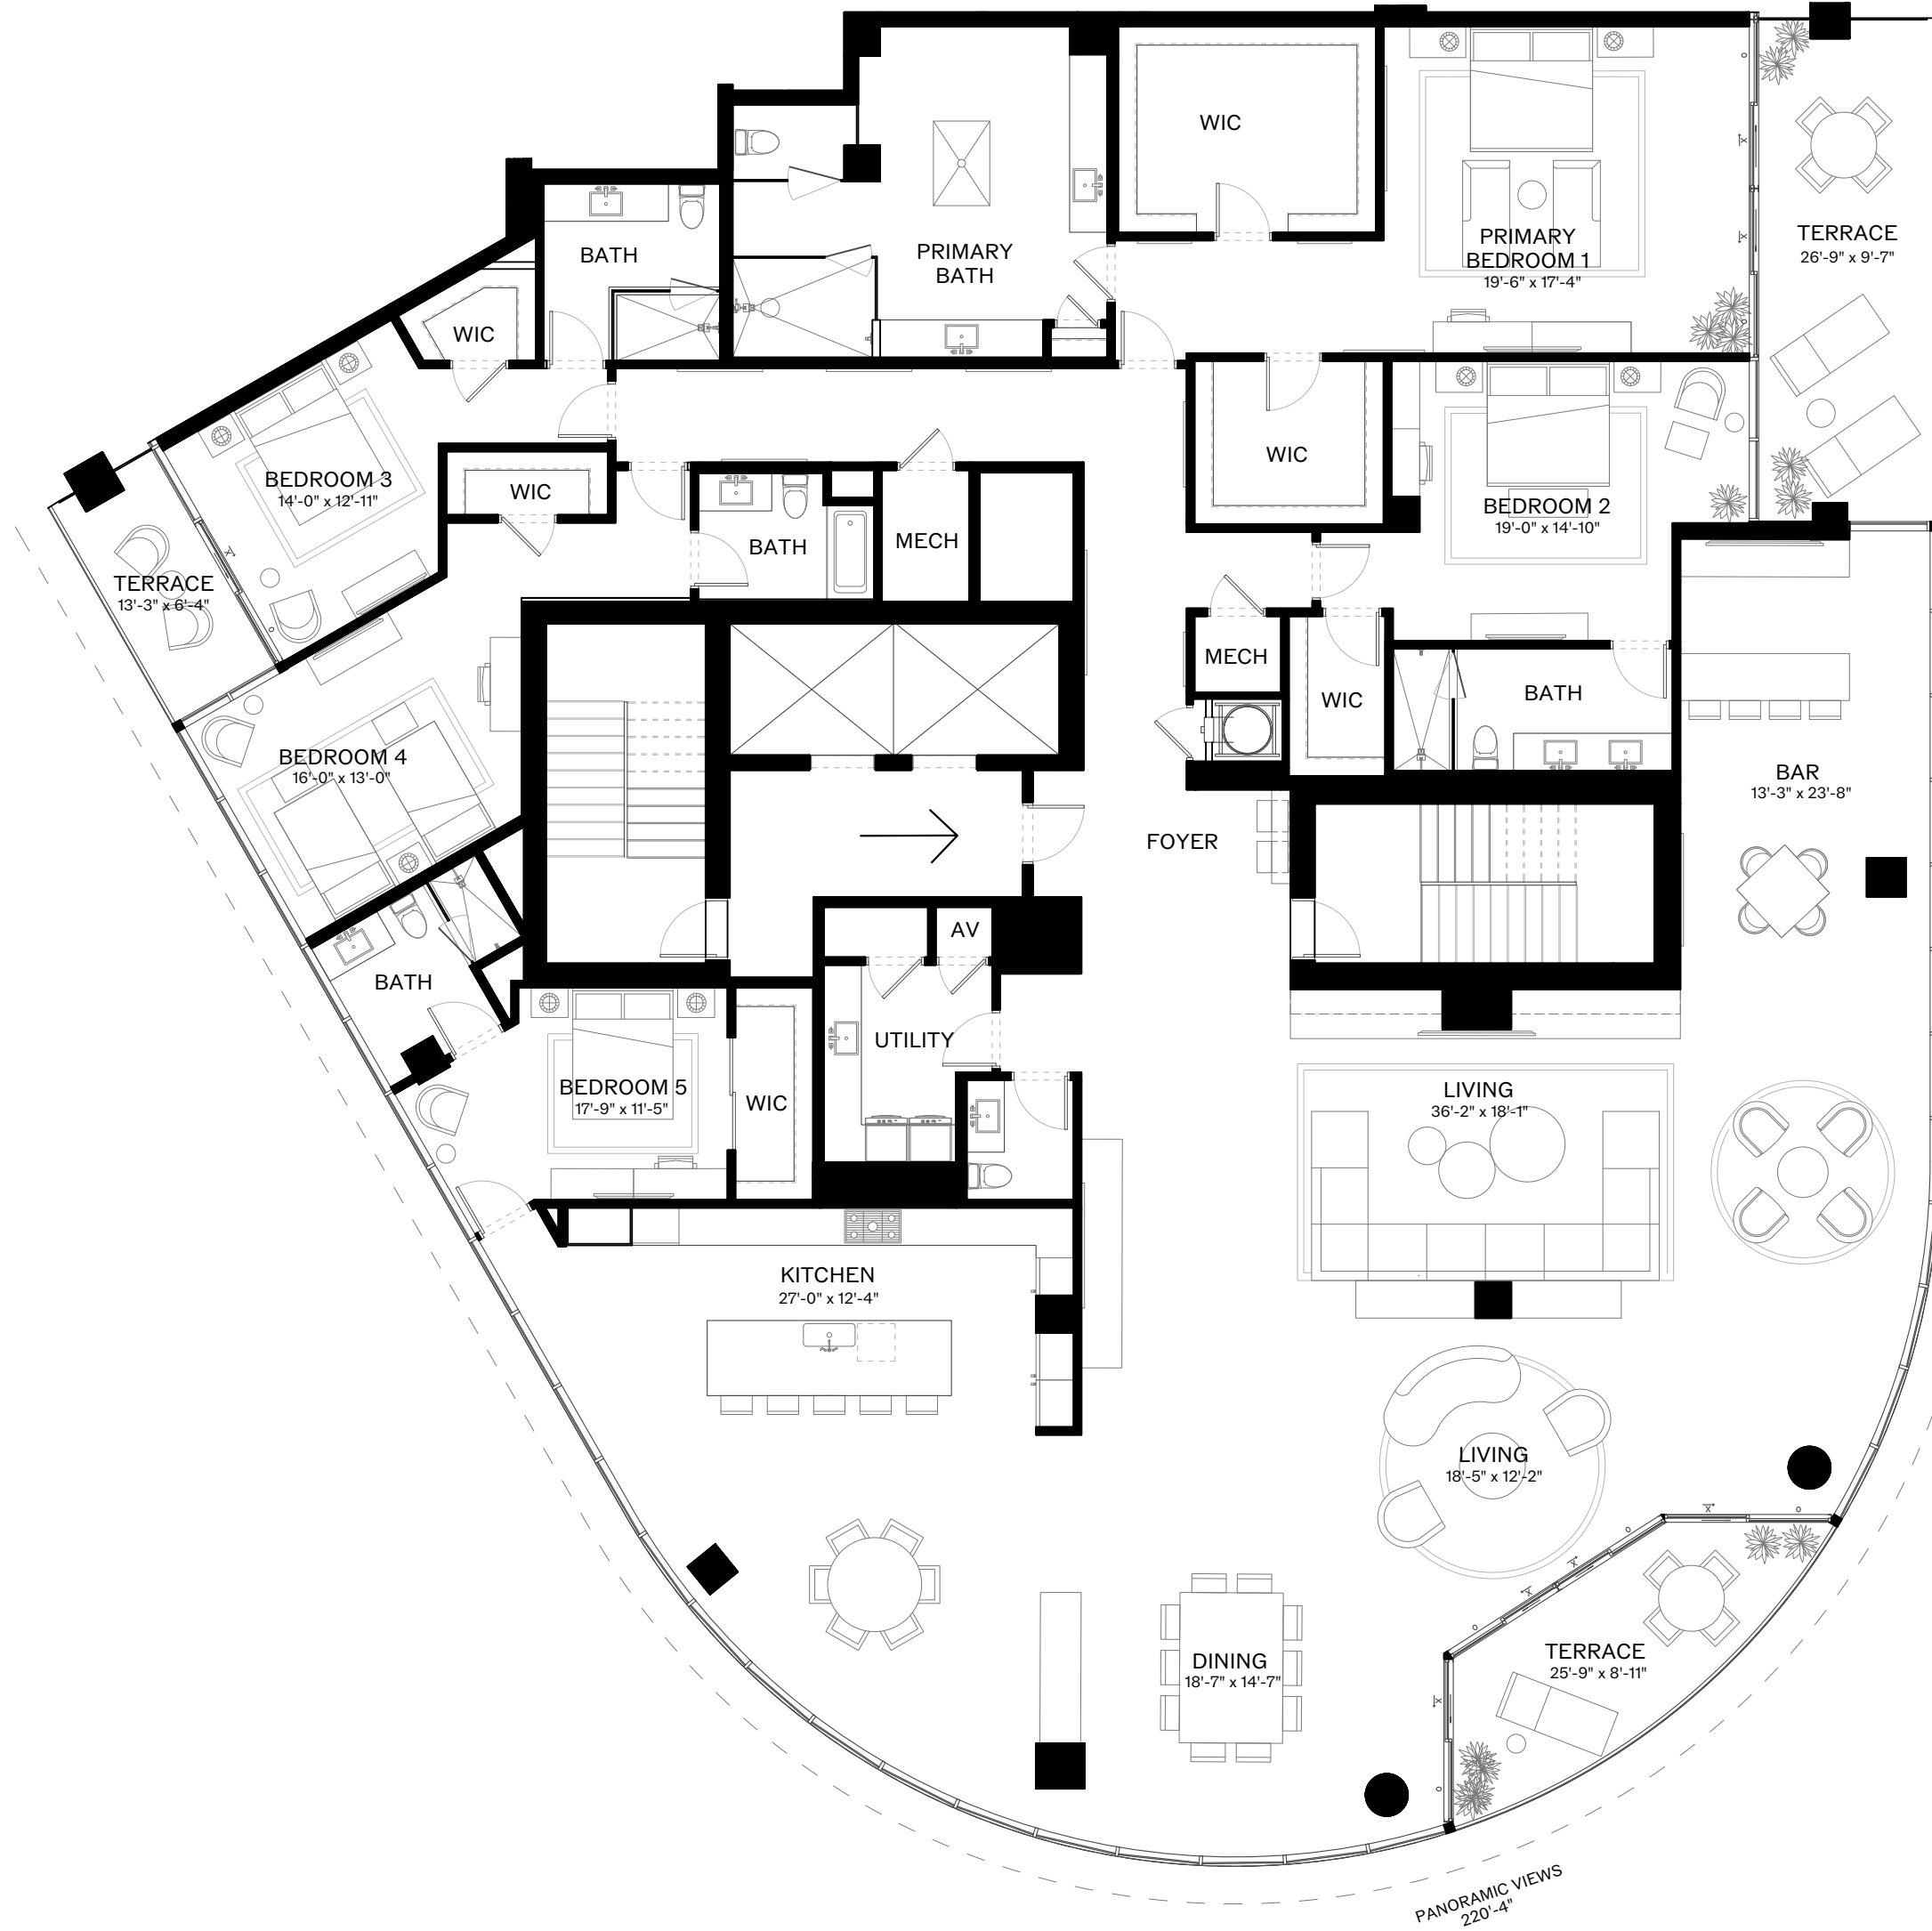 WIC
PRIMARY
BATH
PRIMARY
BEDROOM 1
19'-6" x 17'-4"
TERRACE
26'-9" x 9'-7"
BATH
WIC
BEDROOM 3
14'-0" x 12'-11"
WIC
BATH
MECH
WIC
BEDROOM 2
19'-0" x 14'-10"
TERRACE
13'-3" x 6'-4"
MECH
WIC
BATH
BEDROOM 4
16'-0" x 13'-0"
BAR
13'-3" x 23'-8"
FOYER
AV
BATH
UTILITY
BEDROOM 5
17'-9" x 11'-5"
WIC
LIVING
36'-2" x 18'-1"
KITCHEN
27'-0" x 12'-4"
LIVING
18'-5" x 12'-2"
DINING
18'-7" x 14'-7"
TERRACE
25'-9" x 8'-11"
PANORAMIC VIEWS
220'-4"